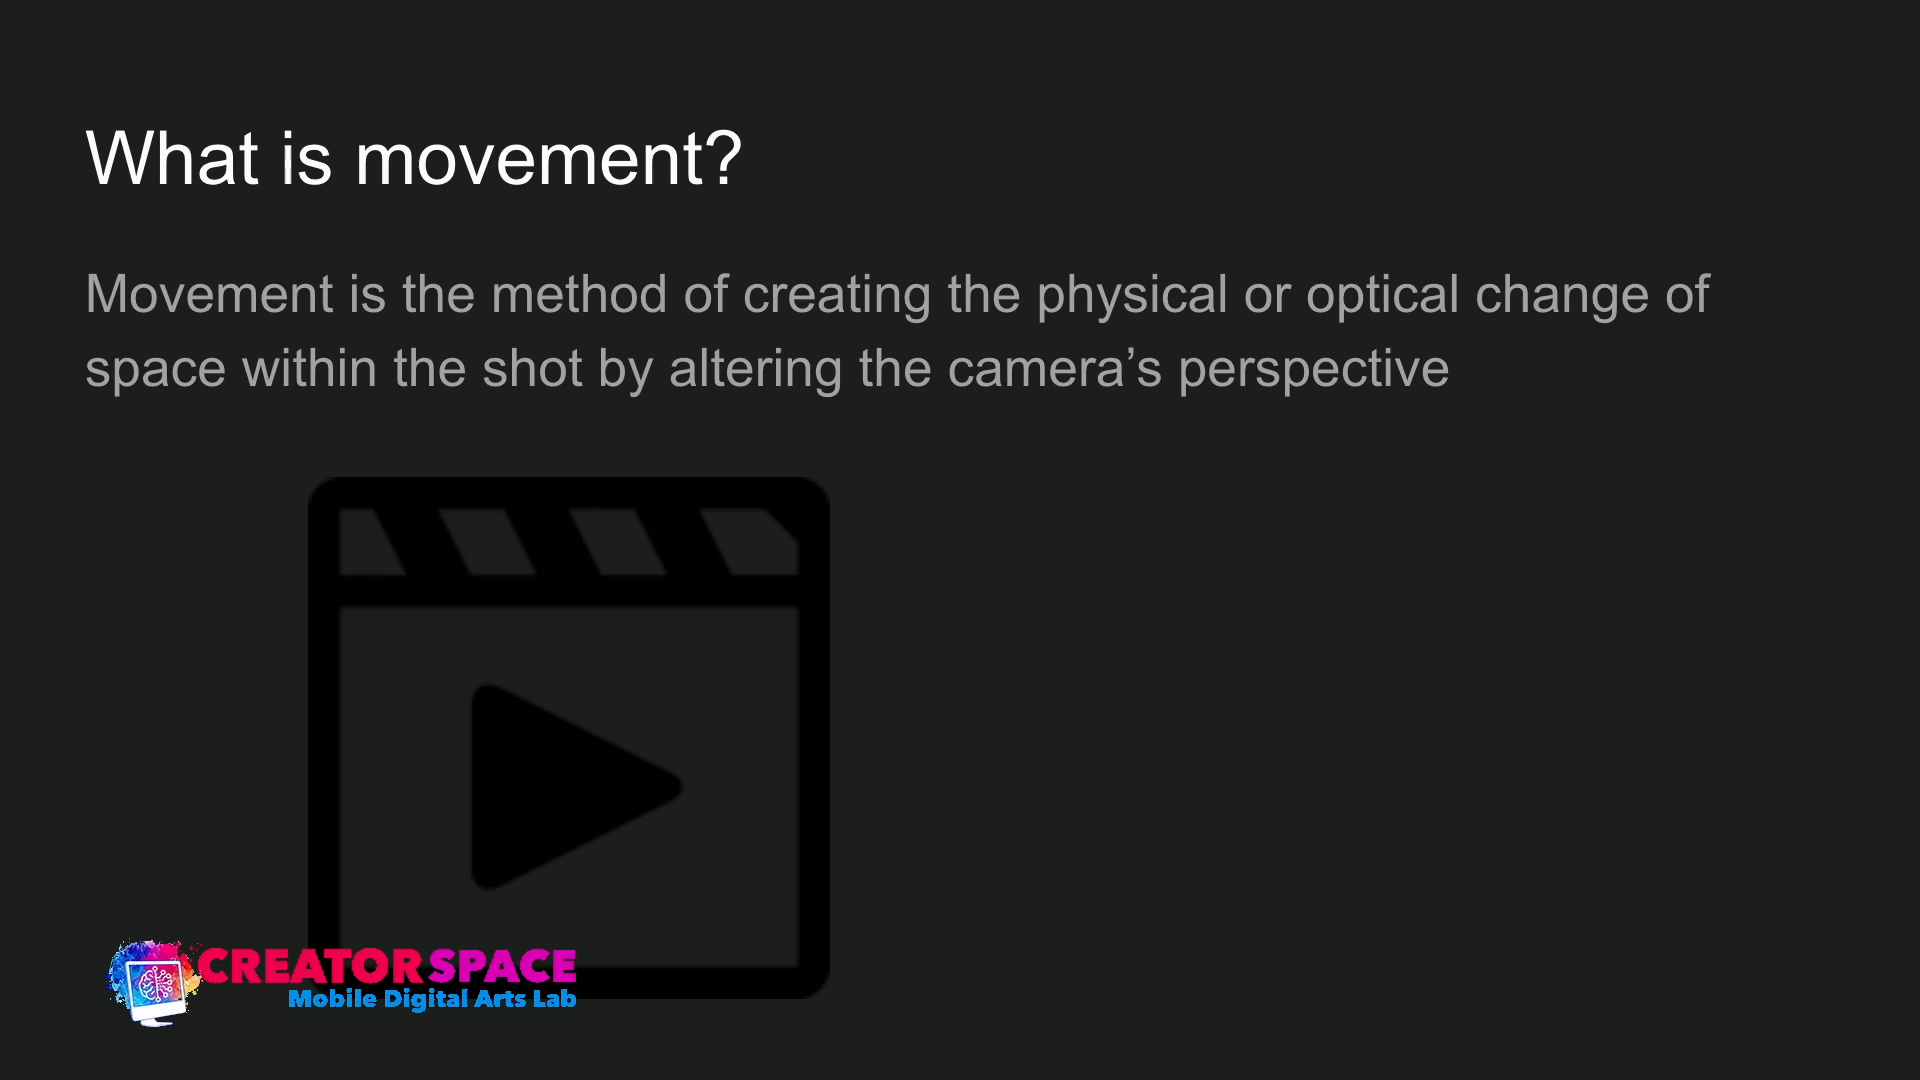 What is movement?
Movement is the method of creating the physical or optical change of
space within the shot by altering the camera’s perspective
CREATORSPACE
Mobile Digital Arts Lab